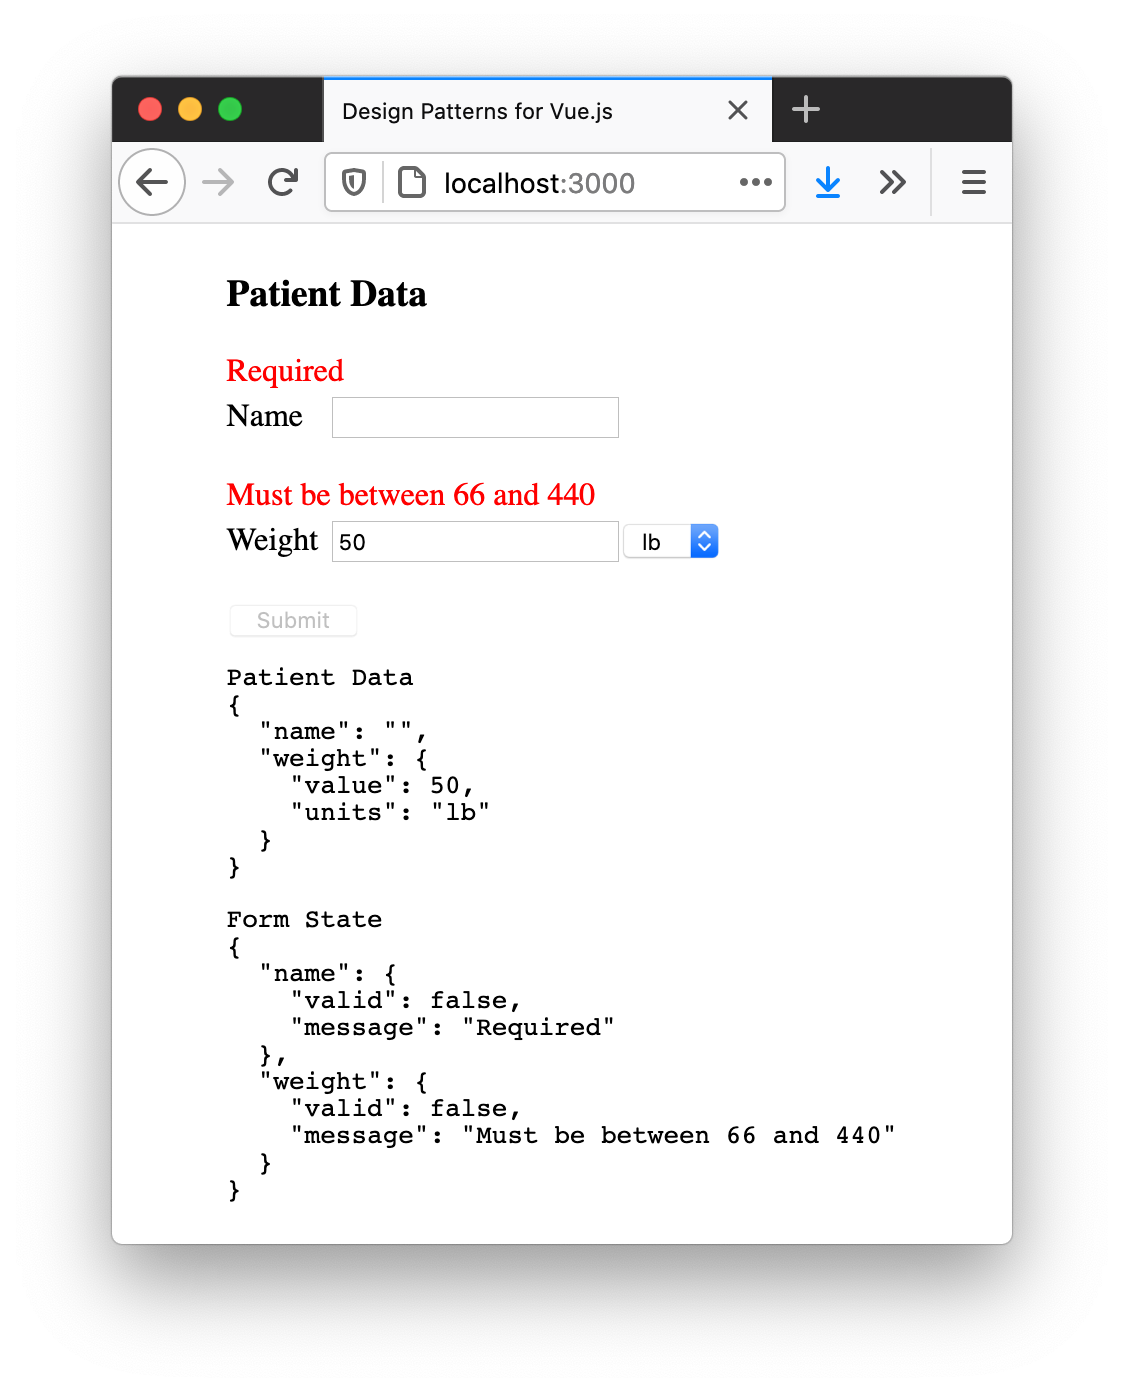 Design Patterns for Vue.js
localhost:3000
Patient Data
Required
Name
Must be between 66 and 440
Weight 50 lb
Submit
Patient Data
{
  "name": "",
  "weight": {
    "value": 50,
    "units": "lb"
  }
}
Form State
{
  "name": {
    "valid": false,
    "message": "Required"
  },
  "weight": {
    "valid": false,
    "message": "Must be between 66 and 440"
  }
}